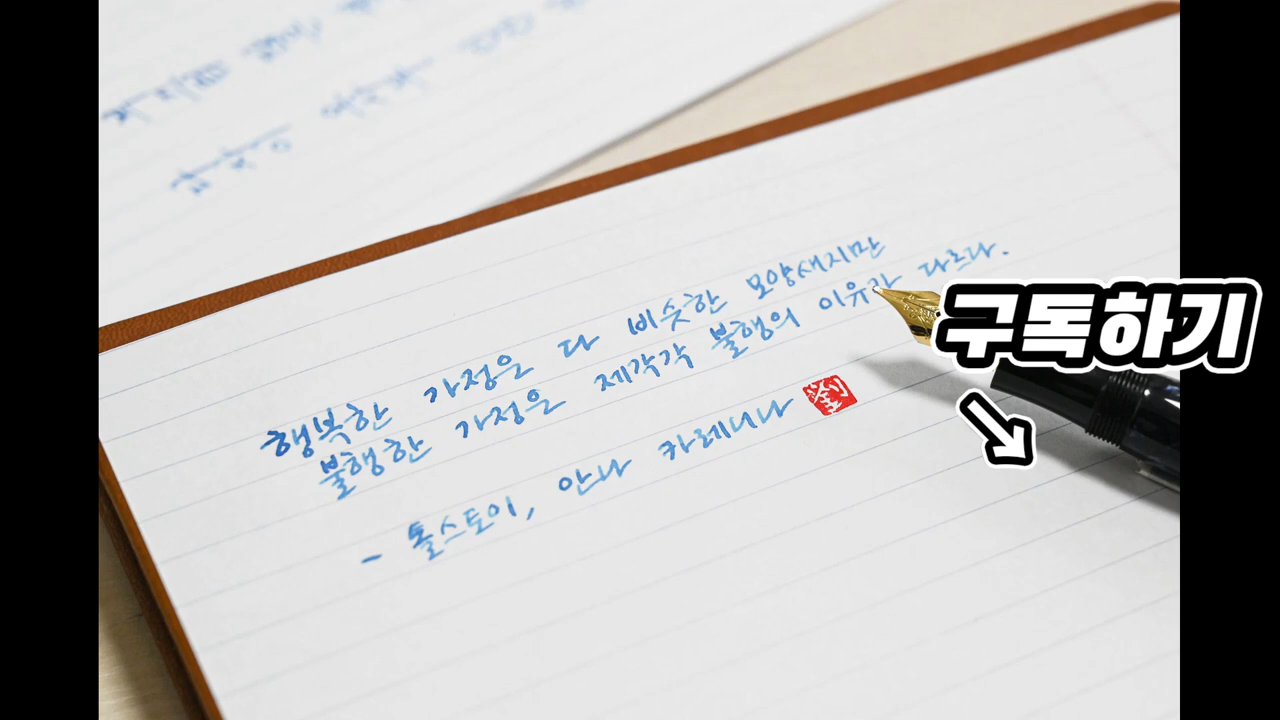 행복한 가정은 다 비슷한 모양새지만
불행한 가정은 제각각 불행의 이유가 다르다.
- 톨스토이, 안나 카레니나
劉
구독하기